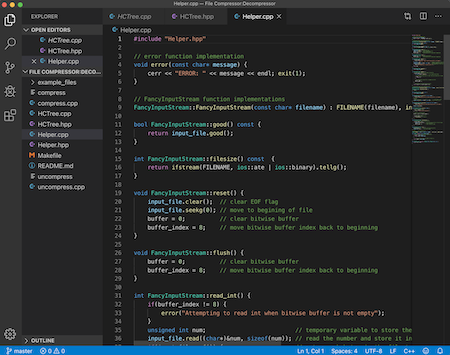 Helper.cpp — File Compressor:Decompressor
EXPLORER
OPEN EDITORS
HCTree.cpp
HCTree.hpp
Helper.cpp
FILE COMPRESSOR:DECOMPR...
example_files
compress
compress.cpp
HCTree.cpp
HCTree.hpp
Helper.cpp
Helper.hpp
Makefile
README.md
uncompress
uncompress.cpp
OUTLINE
HCTree.cpp
HCTree.hpp
Helper.cpp
Helper.cpp
1 #include "Helper.hpp"
2
3 // error function implementation
4 void error(const char* message) {
5 cerr << "ERROR: " << message << endl; exit(1);
6 }
7
8 // FancyInputStream function implementations
9 FancyInputStream::FancyInputStream(const char* filename) : FILENAME(filename), in
10
11 bool FancyInputStream::good() const {
12 return input_file.good();
13 }
14
15 int FancyInputStream::filesize() const {
16 return ifstream(FILENAME, ios::ate | ios::binary).tellg();
17 }
18
19 void FancyInputStream::reset() {
20 input_file.clear(); // clear EOF flag
21 input_file.seekg(0); // move to begining of file
22 buffer = 0; // clear bitwise buffer
23 buffer_index = 8; // move bitwise buffer index back to beginning
24 }
25
26 void FancyInputStream::flush() {
27 buffer = 0; // clear bitwise buffer
28 buffer_index = 8; // move bitwise buffer index back to beginning
29 }
30
31 int FancyInputStream::read_int() {
32 if(buffer_index != 8) {
33 error("Attempting to read int when bitwise buffer is not empty");
34 }
35 unsigned int num; // temporary variable to store the
36 input_file.read((char*)&num, sizeof(num)); // read the number and store it in
master
0
0
Ln 1, Col 1
Spaces: 4
UTF-8
LF
C++